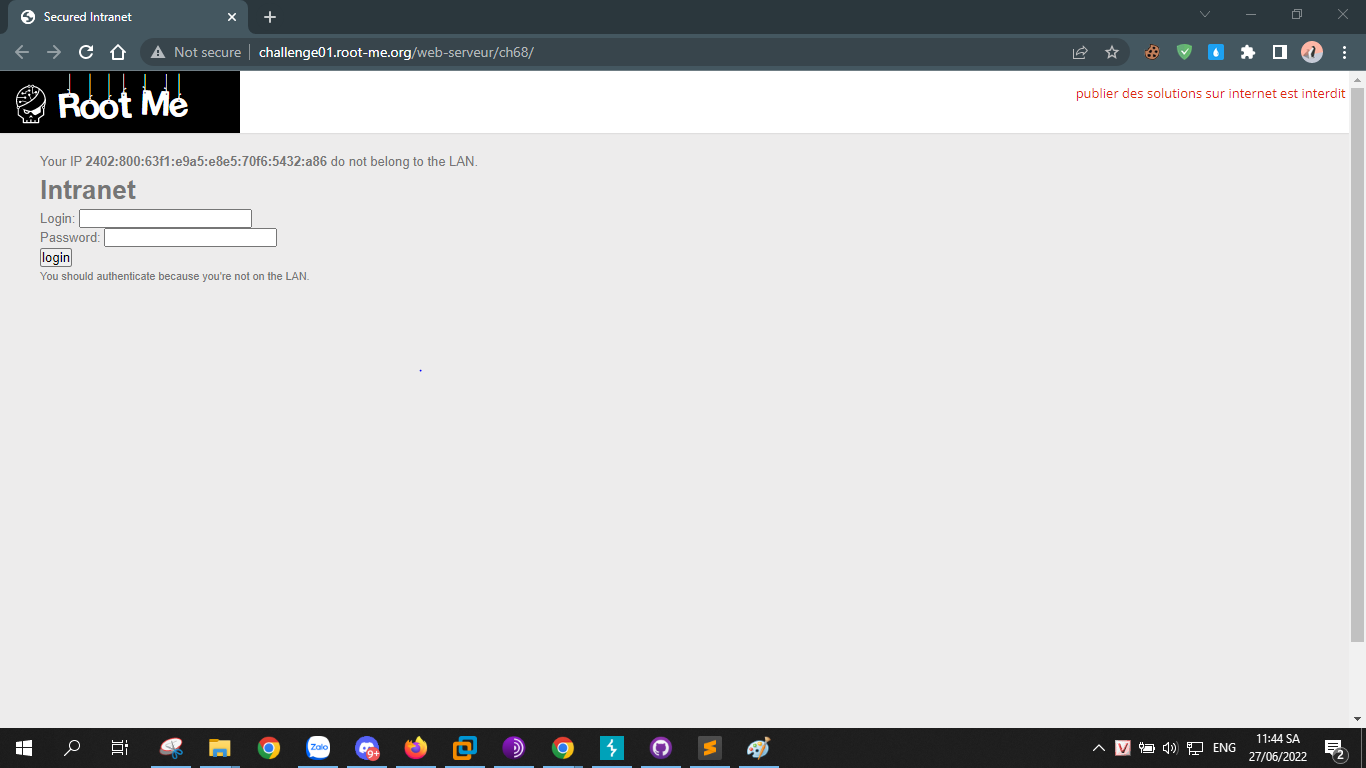 Secured Intranet
Not secure challenge01.root-me.org/web-serveur/ch68/
Root Me
publier des solutions sur internet est interdit
Your IP 2402:800:63f1:e9a5:e8e5:70f6:5432:a86 do not belong to the LAN.
Intranet
Login:
Password:
login
You should authenticate because you're not on the LAN.
Zalo
9+
V
ENG
11:44 SA
27/06/2022
2